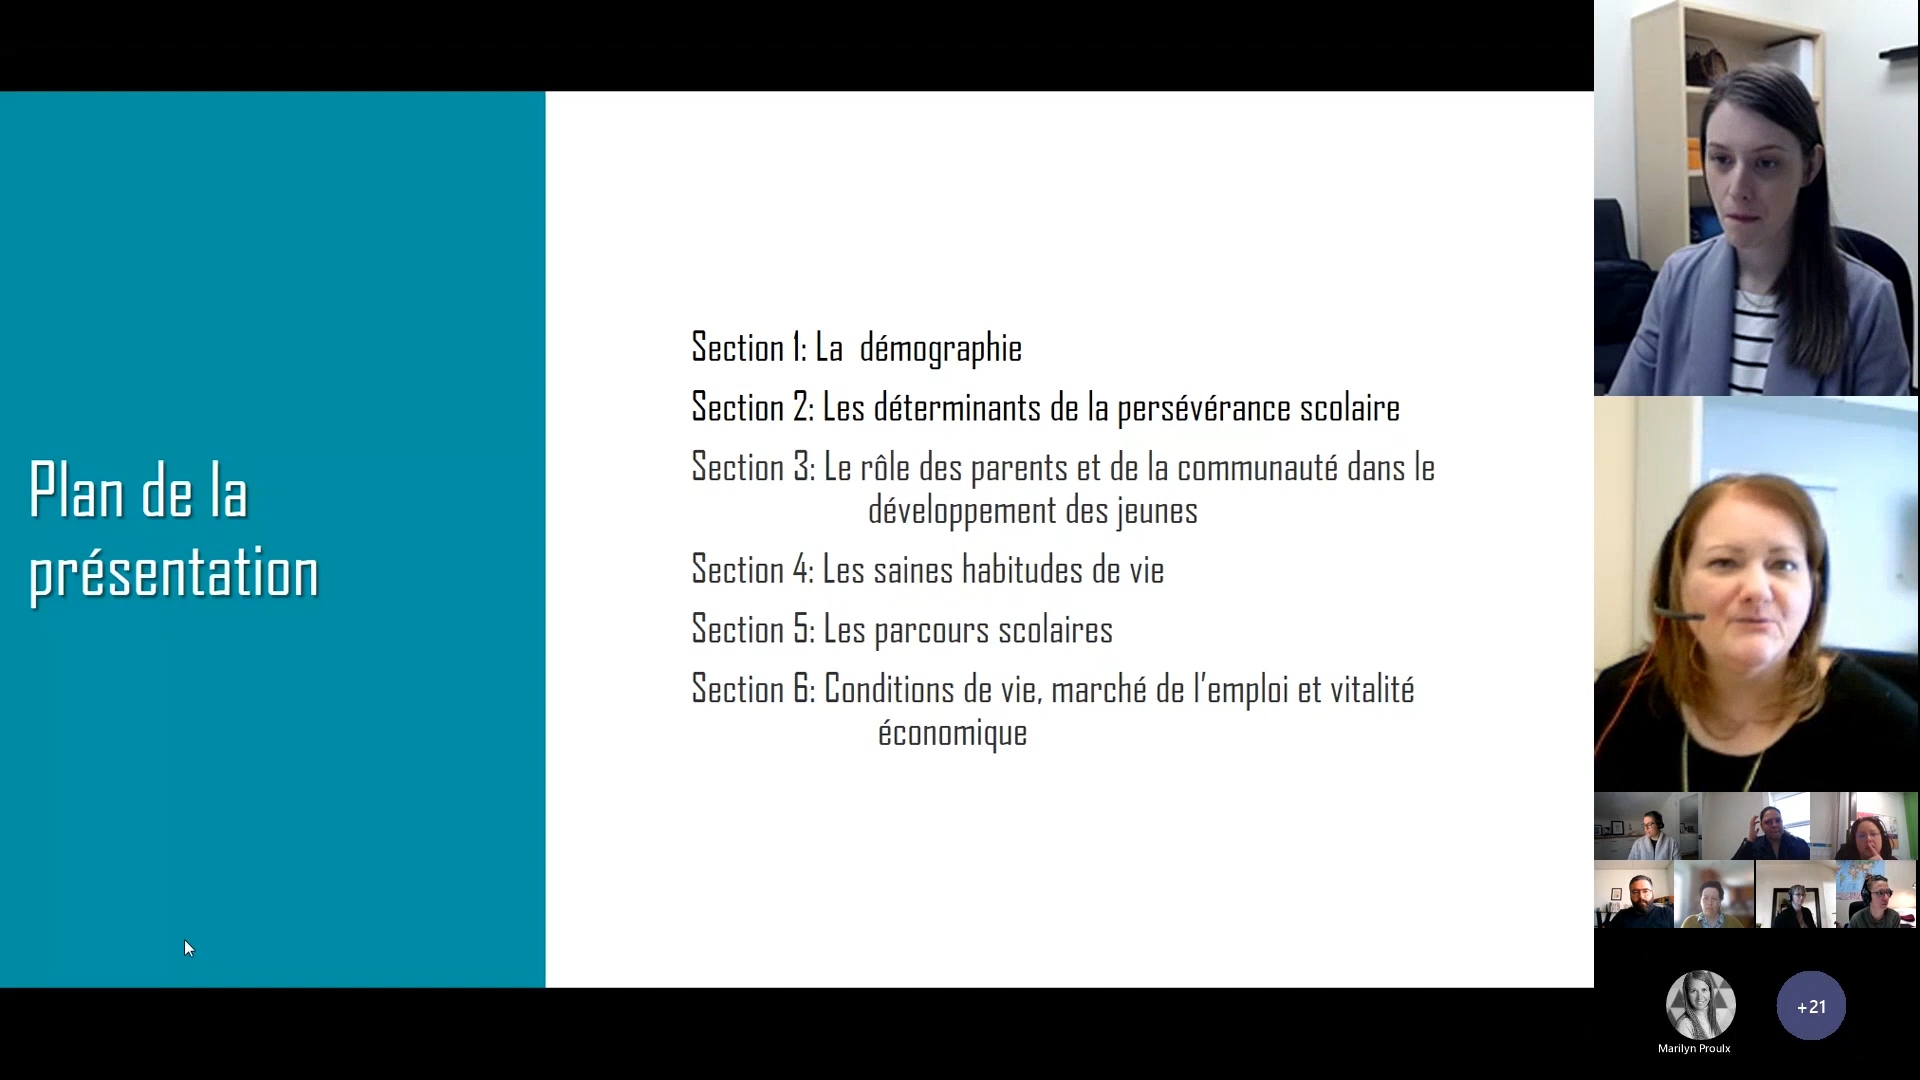 Plan de la
présentation
Section 1: La démographie
Section 2: Les déterminants de la persévérance scolaire
Section 3: Le rôle des parents et de la communauté dans le
développement des jeunes
Section 4: Les saines habitudes de vie
Section 5: Les parcours scolaires
Section 6: Conditions de vie, marché de l'emploi et vitalité
économique
+21
Marilyn Proulx